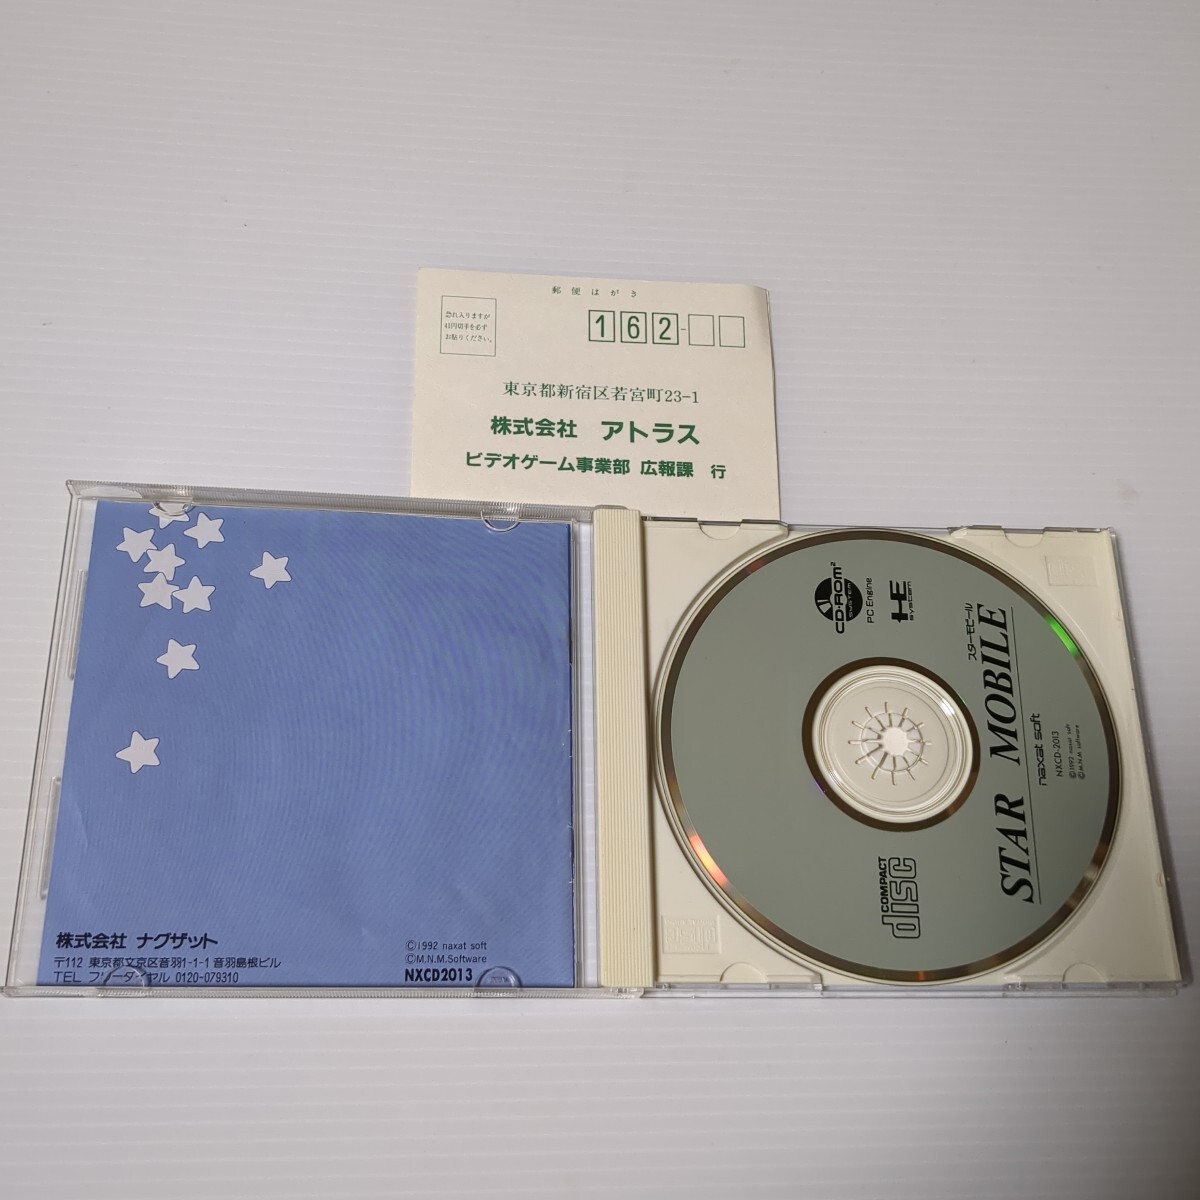 郵便はがき
恐れ入りますが
41円切手を必ず
お貼りください。
162-
東京都新宿区若宮町23-1
株式会社 アトラス
ビデオゲーム事業部 広報課 行
株式会社 ナグザット
〒112 東京都文京区音羽1-1-1 音羽島根ビル
TEL フリーダイヤル 0120-079310
©1992 naxat soft
©M.N.M.Software
NXCD2013
CD-ROM²
SYSTEM
PC Engine
HE
SYSTEM
スターモビール
STAR MOBILE
naxat soft
NXCD-2013
©1992 naxat soft
©M.N.M. Software
COMPACT
disc